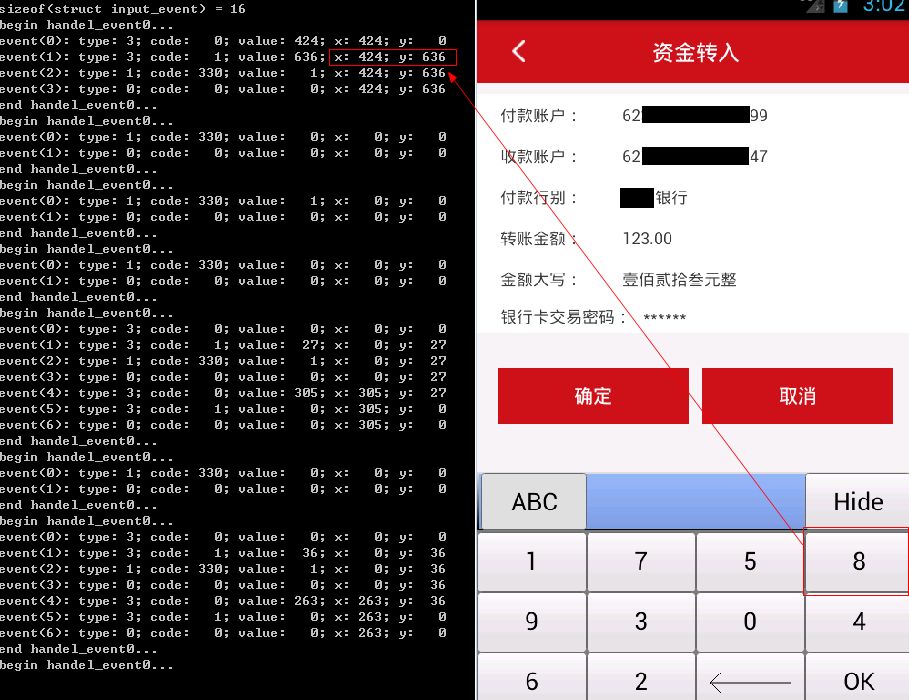 sizeof(struct input_event) = 16
begin handel_event0...
event(0): type: 3; code:   0; value: 424; x: 424; y:   0
event(1): type: 3; code:   1; value: 636; x: 424; y: 636
event(2): type: 1; code: 330; value:   1; x: 424; y: 636
event(3): type: 0; code:   0; value:   0; x: 424; y: 636
end handel_event0...
begin handel_event0...
event(0): type: 1; code: 330; value:   0; x:   0; y:   0
event(1): type: 0; code:   0; value:   0; x:   0; y:   0
end handel_event0...
begin handel_event0...
event(0): type: 1; code: 330; value:   1; x:   0; y:   0
event(1): type: 0; code:   0; value:   0; x:   0; y:   0
end handel_event0...
begin handel_event0...
event(0): type: 1; code: 330; value:   0; x:   0; y:   0
event(1): type: 0; code:   0; value:   0; x:   0; y:   0
end handel_event0...
begin handel_event0...
event(0): type: 3; code:   0; value:   0; x:   0; y:   0
event(1): type: 3; code:   1; value:  27; x:   0; y:  27
event(2): type: 1; code: 330; value:   1; x:   0; y:  27
event(3): type: 0; code:   0; value:   0; x:   0; y:  27
event(4): type: 3; code:   0; value: 305; x: 305; y:  27
event(5): type: 3; code:   1; value:   0; x: 305; y:   0
event(6): type: 0; code:   0; value:   0; x: 305; y:   0
end handel_event0...
begin handel_event0...
event(0): type: 1; code: 330; value:   0; x:   0; y:   0
event(1): type: 0; code:   0; value:   0; x:   0; y:   0
end handel_event0...
begin handel_event0...
event(0): type: 3; code:   0; value:   0; x:   0; y:   0
event(1): type: 3; code:   1; value:  36; x:   0; y:  36
event(2): type: 1; code: 330; value:   1; x:   0; y:  36
event(3): type: 0; code:   0; value:   0; x:   0; y:  36
event(4): type: 3; code:   0; value: 263; x: 263; y:  36
event(5): type: 3; code:   1; value:   0; x: 263; y:   0
event(6): type: 0; code:   0; value:   0; x: 263; y:   0
end handel_event0...
begin handel_event0...
3:02
资金转入
付款账户： 62 99
收款账户： 62 47
付款行别： 银行
转账金额： 123.00
金额大写： 壹佰贰拾叁元整
银行卡交易密码： ******
确定 取消
ABC Hide
1 7 5 8
9 3 0 4
6 2 OK